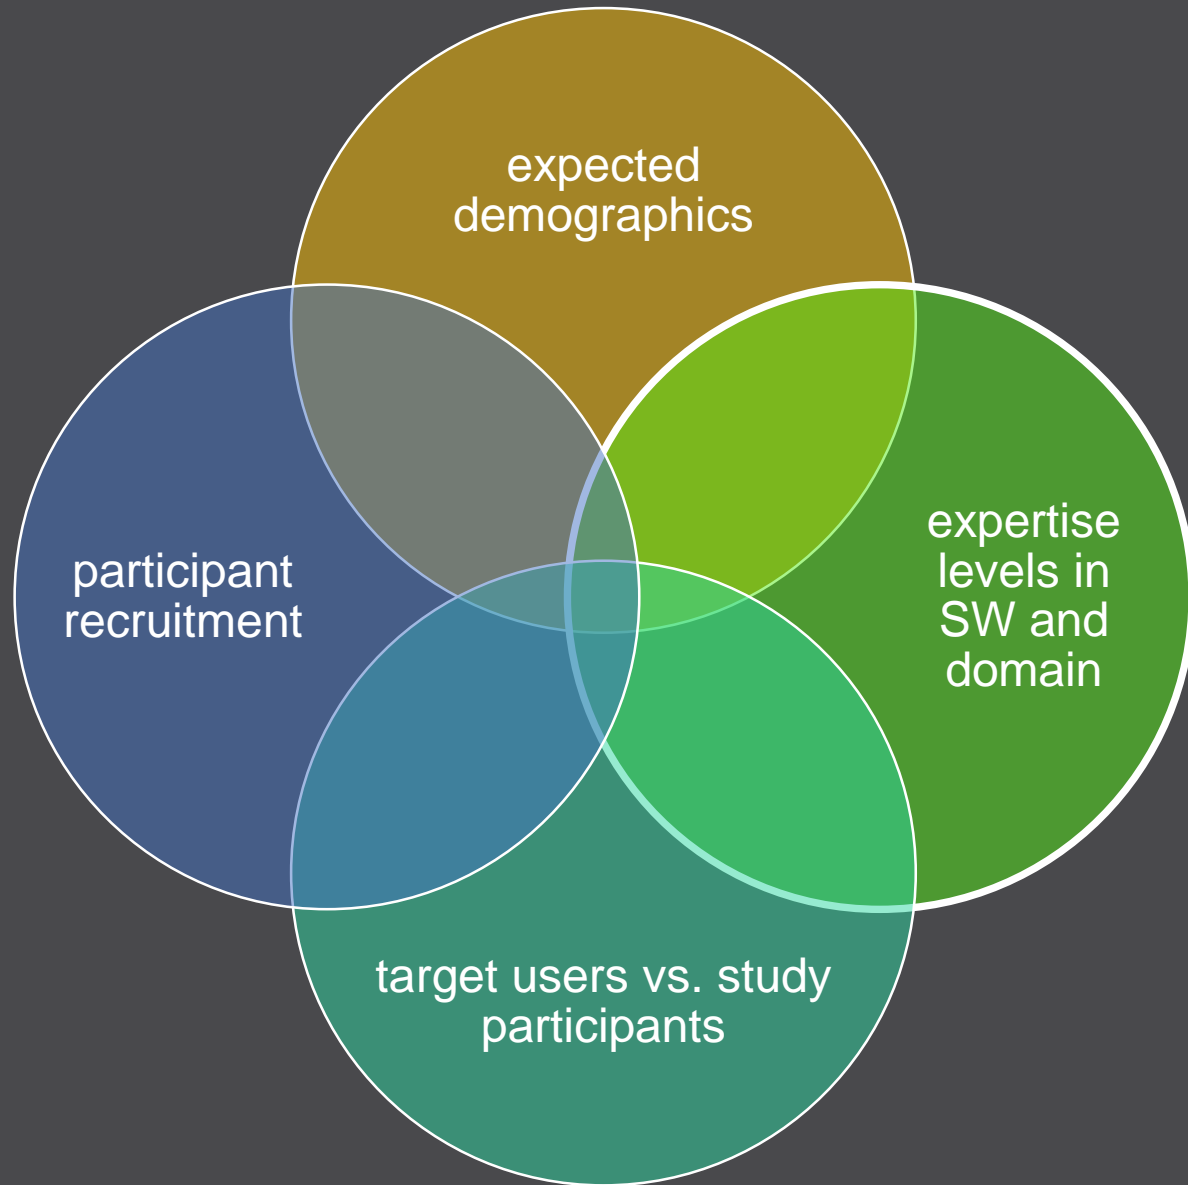 expected
demographics
expertise
levels in
SW and
domain
participant
recruitment
target users vs. study
participants